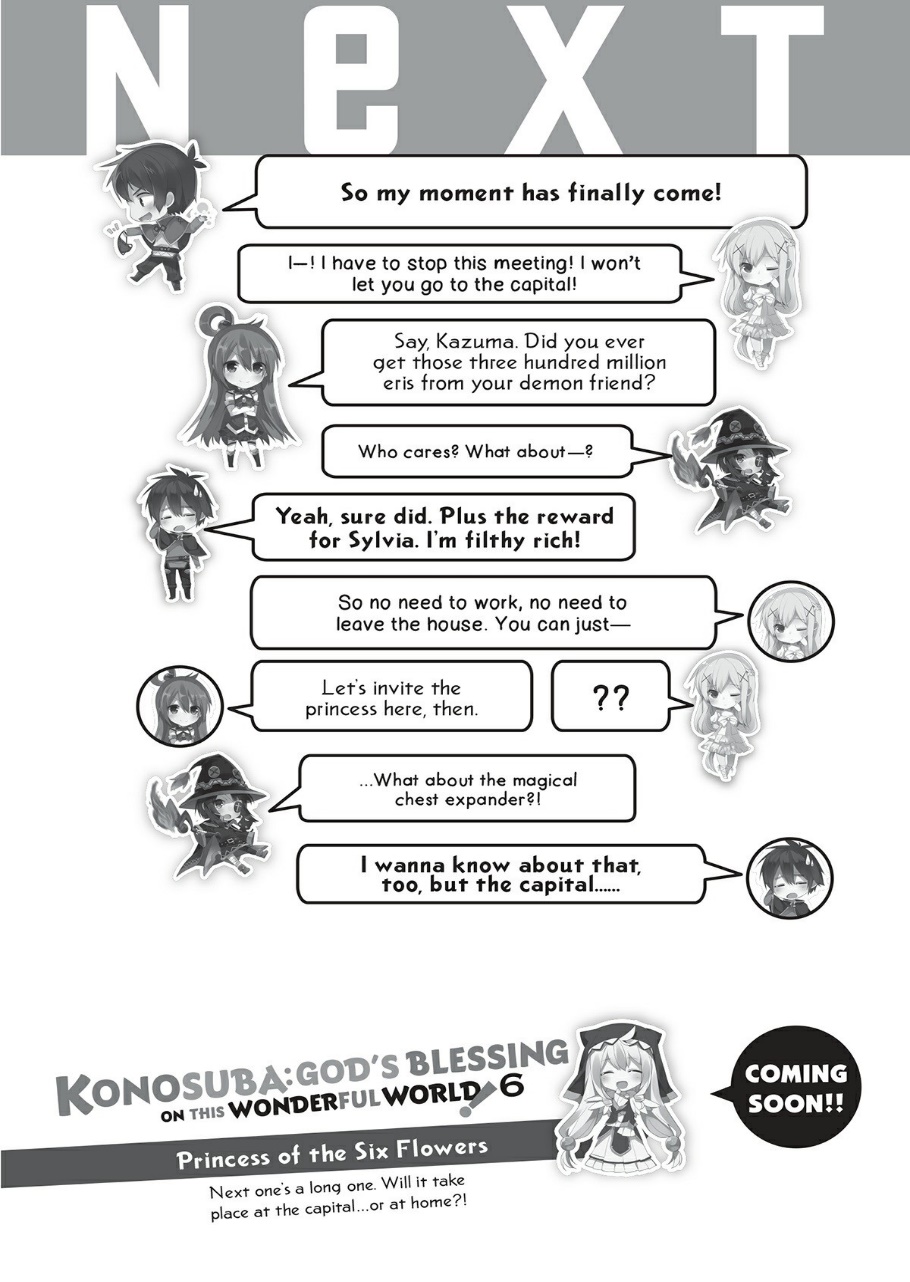 NeXT
So my moment has finally come!
I—! I have to stop this meeting! I won't
let you go to the capital!
Say, Kazuma. Did you ever
get those three hundred million
eris from your demon friend?
Who cares? What about—?
Yeah, sure did. Plus the reward
for Sylvia. I'm filthy rich!
So no need to work, no need to
leave the house. You can just—
Let's invite the
princess here, then.
??
...What about the magical
chest expander?!
I wanna know about that,
too, but the capital......
KONOSUBA: GOD'S BLESSING
ON THIS WONDERFUL WORLD! 6
COMING
SOON!!
Princess of the Six Flowers
Next one's a long one. Will it take
place at the capital...or at home?!